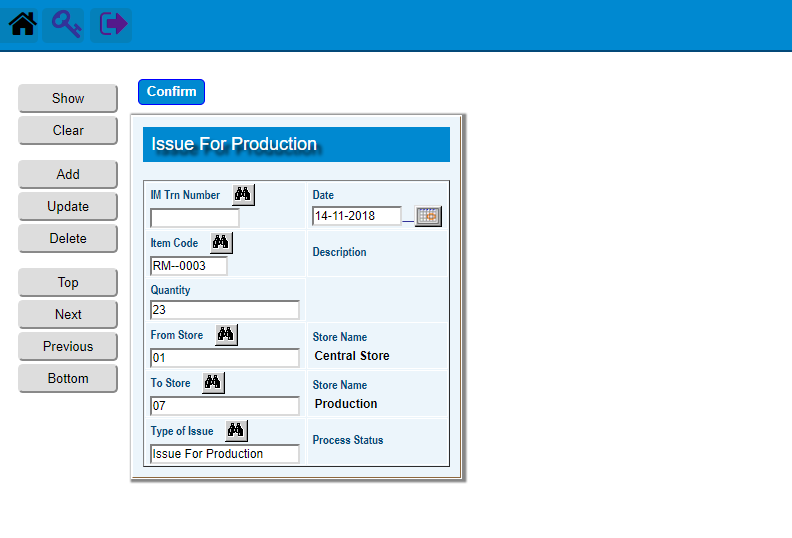 Confirm
Show
Clear
Add
Update
Delete
Top
Next
Previous
Bottom
Issue For Production
IM Trn Number
Date
14-11-2018
Item Code
Description
RM--0003
Quantity
23
From Store
Store Name
01
Central Store
To Store
Store Name
07
Production
Type of Issue
Process Status
Issue For Production